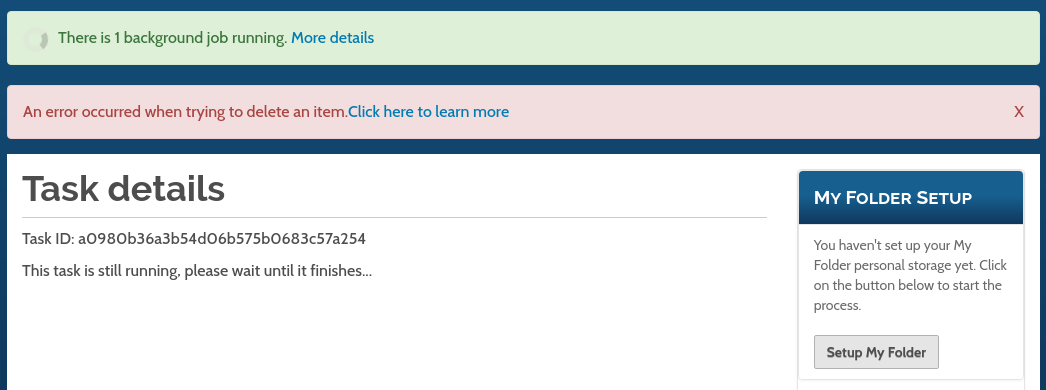 There is 1 background job running. More details
An error occurred when trying to delete an item.Click here to learn more
X
Task details
Task ID: a0980b36a3b54d06b575b0683c57a254
This task is still running, please wait until it finishes...
My Folder Setup
You haven't set up your My
Folder personal storage yet. Click
on the button below to start the
process.
Setup My Folder